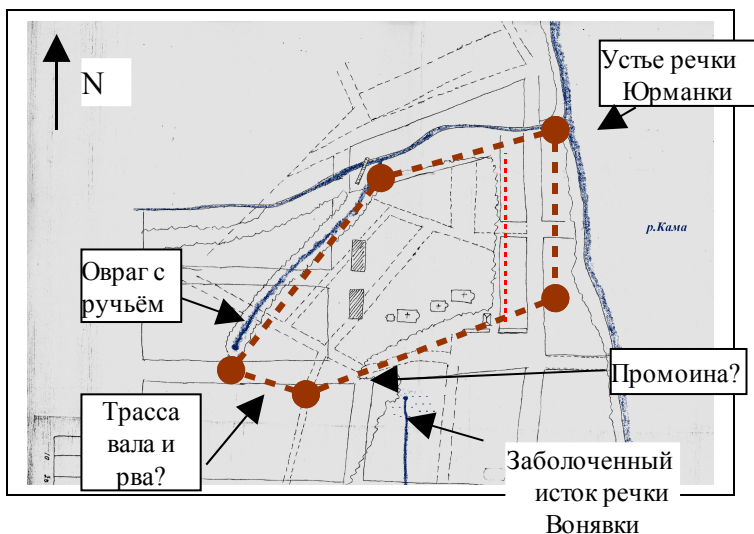 N
Устье речки
Юрманки
р.Кама
Овраг с
ручьём
Промоина?
Трасса
вала и
рва?
Заболоченный
исток речки
Вонявки